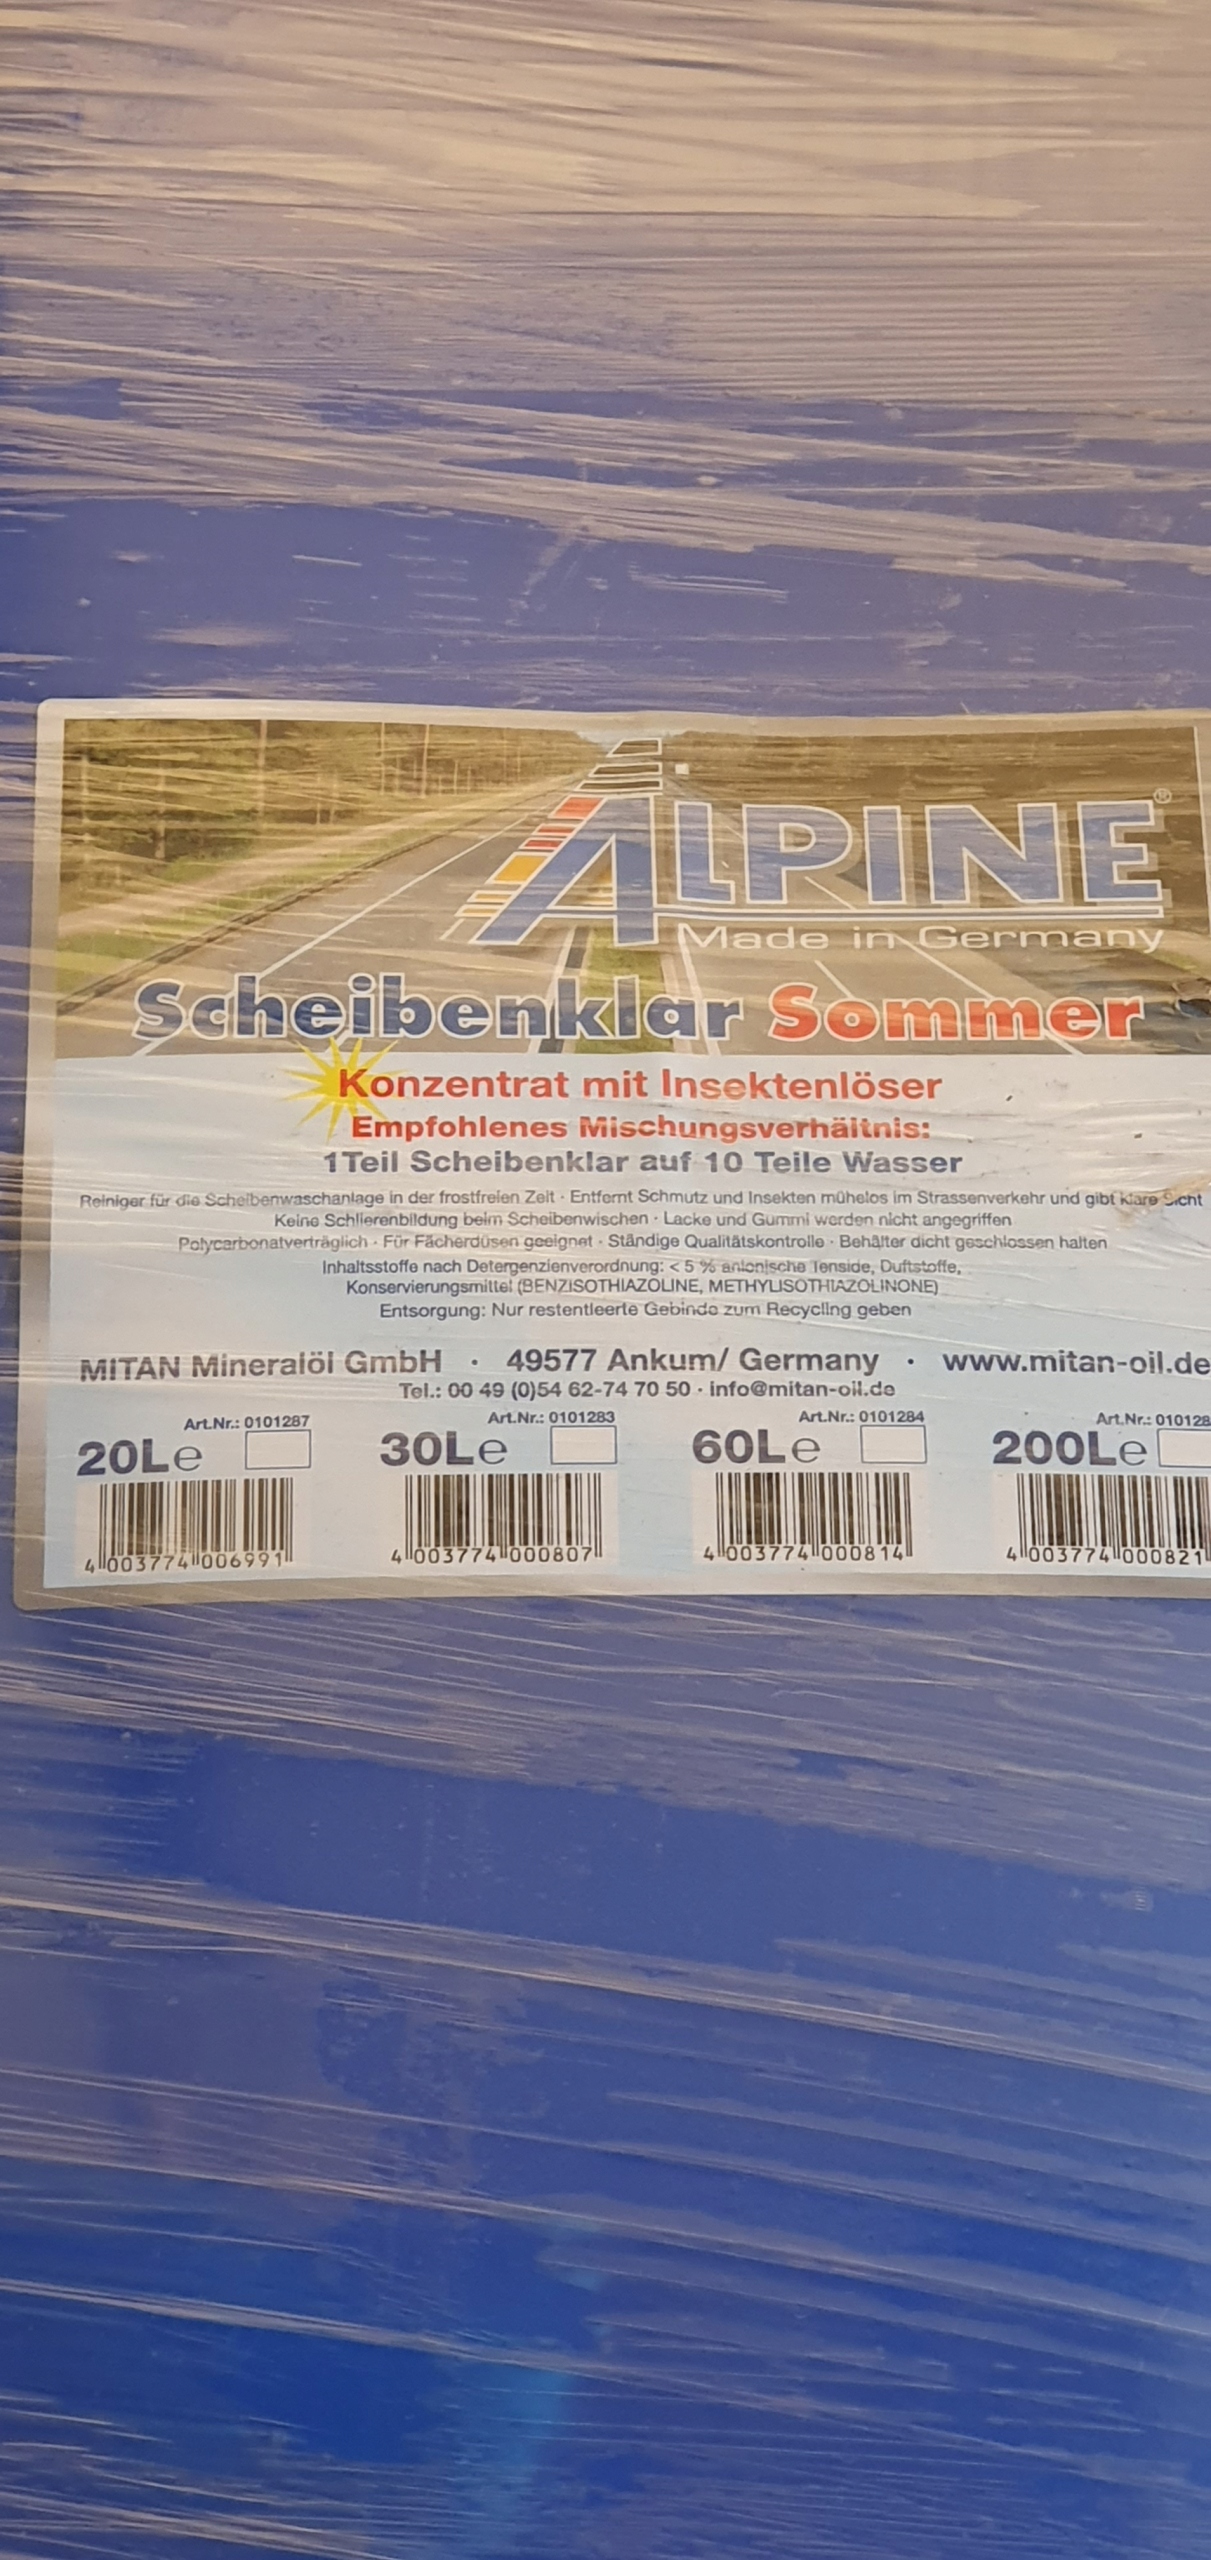 ALPINE®
Made in Germany
Scheibenklar Sommer
Konzentrat mit Insektenlöser
Empfohlenes Mischungsverhältnis:
1Teil Scheibenklar auf 10 Teile Wasser
Reiniger für die Scheibenwaschanlage in der frostfreien Zeit · Entfernt Schmutz und Insekten mühelos im Strassenverkehr und gibt klare Sicht
Keine Schlierenbildung beim Scheibenwischen · Lacke und Gummi werden nicht angegriffen
Polycarbonatverträglich · Für Fächerdüsen geeignet · Ständige Qualitätskontrolle · Behälter dicht geschlossen halten
Inhaltsstoffe nach Detergenzienverordnung: < 5 % anionische Tenside, Duftstoffe,
Konservierungsmittel (BENZISOTHIAZOLINE, METHYLISOTHIAZOLINONE)
Entsorgung: Nur restentleerte Gebinde zum Recycling geben
MITAN Mineralöl GmbH · 49577 Ankum/ Germany · www.mitan-oil.de
Tel.: 00 49 (0)54 62-74 70 50 · info@mitan-oil.de
Art.Nr.: 0101287 Art.Nr.: 0101283 Art.Nr.: 0101284 Art.Nr.: 010128
20L℮ 30L℮ 60L℮ 200L℮
4 003774 006991 4 003774 000807 4 003774 000814 4 003774 000821